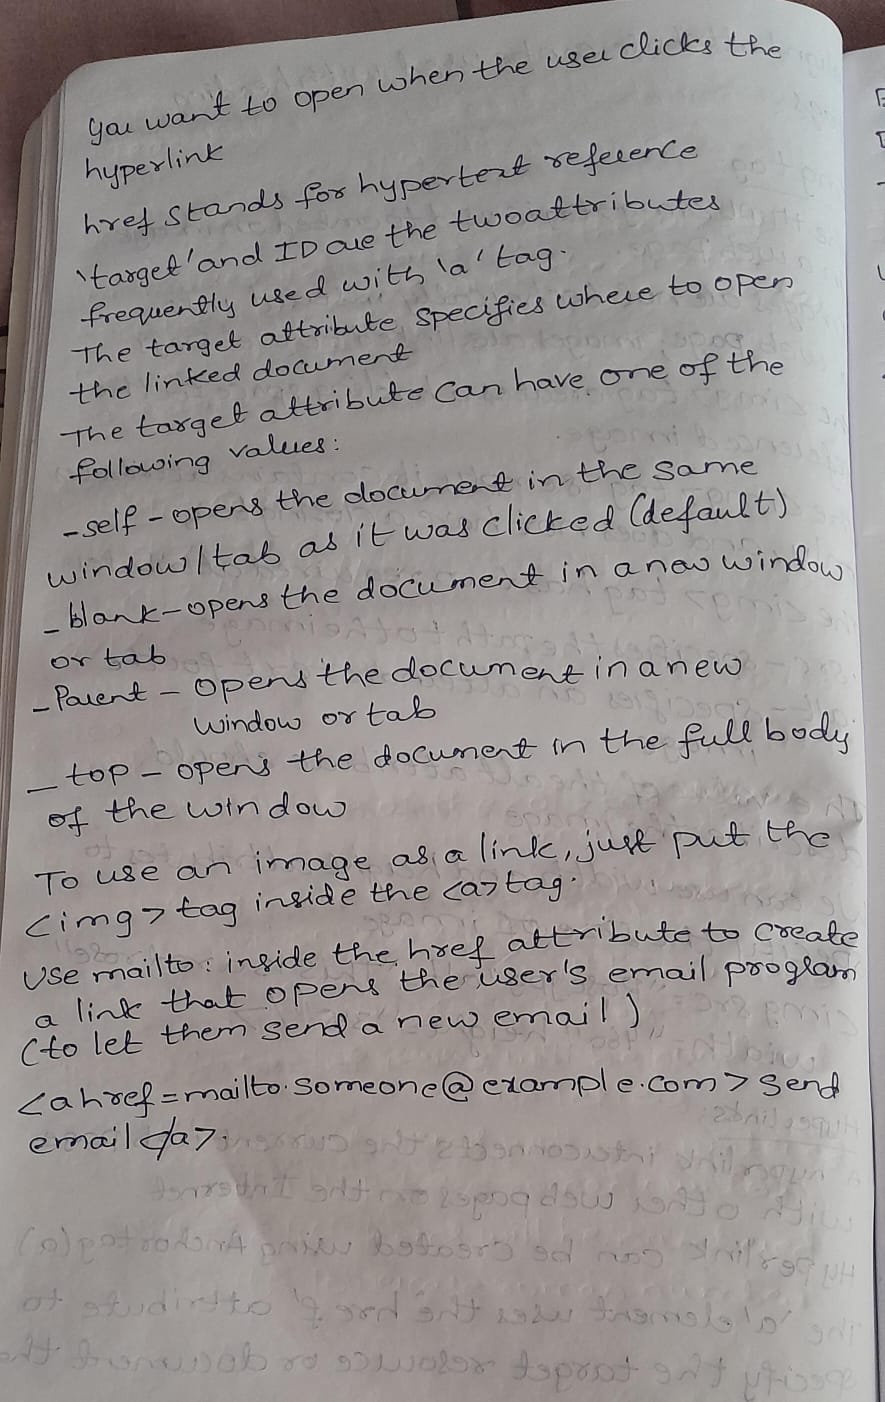 you want to open when the user clicks the
hyperlink
href stands for hypertext reference
'target' and ID are the two attributes
frequently used with 'a' tag.
The target attribute specifies where to open
the linked document
The target attribute can have one of the
following values:
-self - opens the document in the same
window/tab as it was clicked (default)
_blank - opens the document in a new window
or tab
_Parent - opens the document in a new
window or tab
_top - opens the document in the full body
of the window
To use an image as a link, just put the
<img> tag inside the <a> tag.
Use mailto: inside the href attribute to create
a link that opens the user's email program
(to let them send a new email)
<a href=mailto.someone@example.com> Send
email </a>.